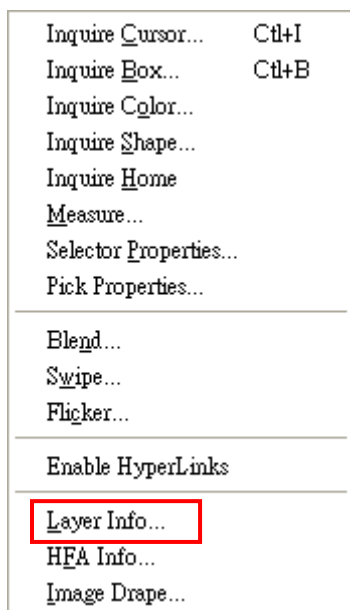 Inquire Cursor... Ctl+I
Inquire Box... Ctl+B
Inquire Color...
Inquire Shape...
Inquire Home
Measure...
Selector Properties...
Pick Properties...
Blend...
Swipe...
Flicker...
Enable HyperLinks
Layer Info...
HFA Info...
Image Drape...